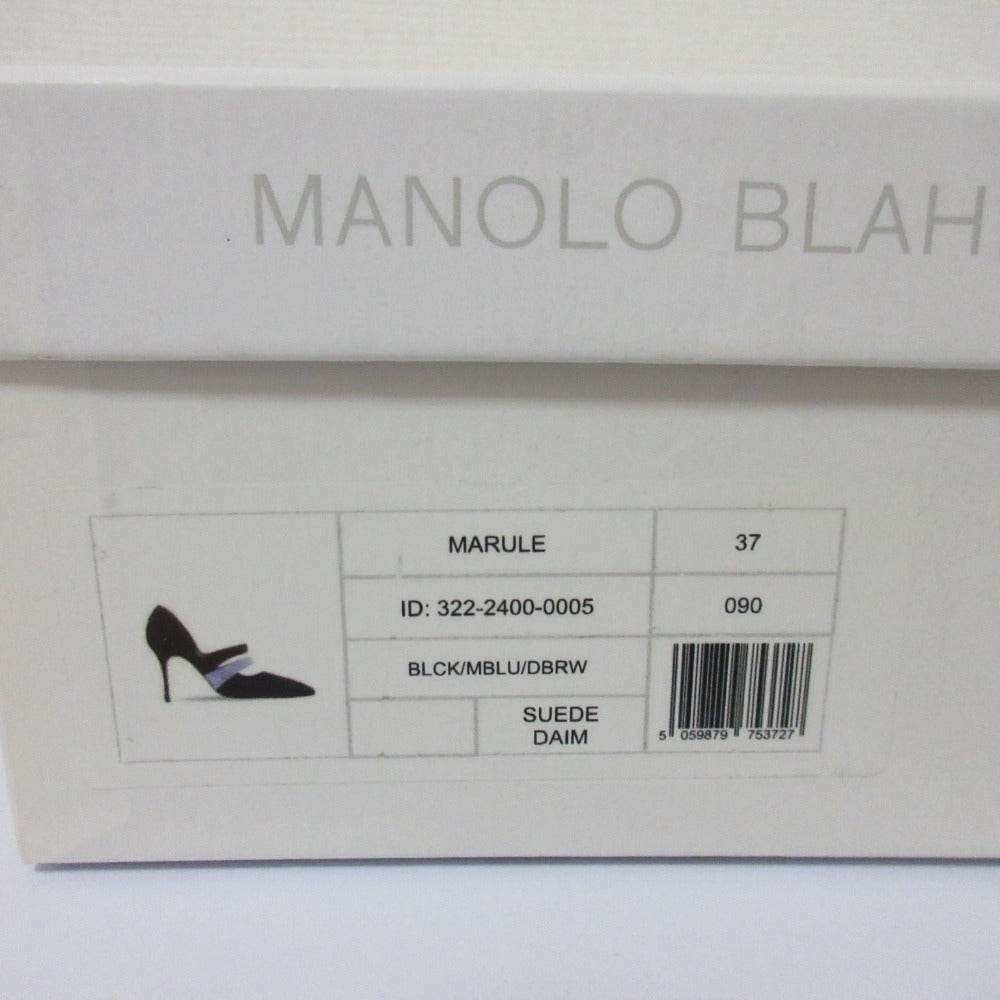 MANOLO BLAH
MARULE
37
ID: 322-2400-0005
090
BLCK/MBLU/DBRW
SUEDE
DAIM
5 059879 753727